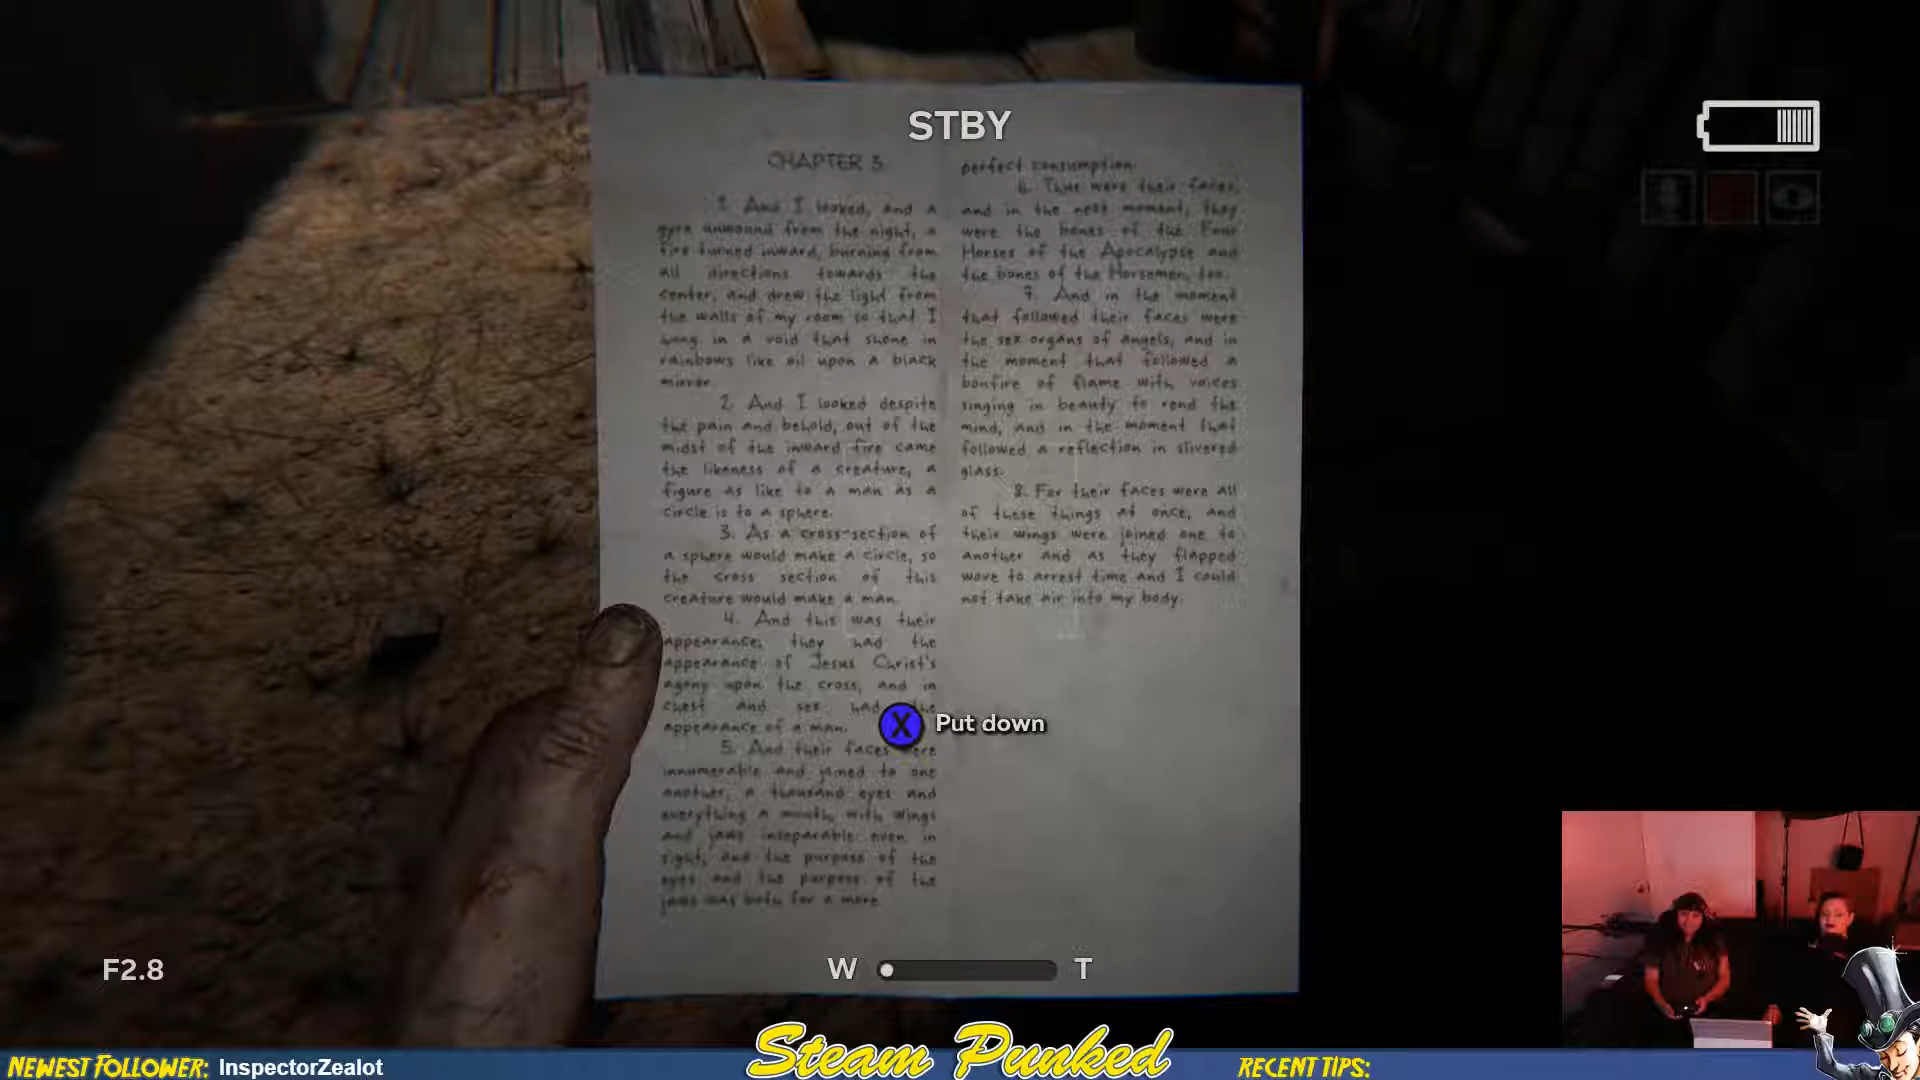 STBY
CHAPTER 3
1. And I looked, and a
gyre unwound from the night, a
fire turned inward, burning from
all directions towards the
center, and drew the light from
the walls of my room so that I
hung in a void that shone in
rainbows like oil upon a black
mirror.
2. And I looked despite
the pain and behold, out of the
midst of the inward fire came
the likeness of a creature, a
figure as like to a man as a
circle is to a sphere.
3. As a cross-section of
a sphere would make a circle, so
the cross section of this
creature would make a man.
4. And this was their
appearance; they had the
appearance of Jesus Christ's
agony upon the cross, and in
chest and sex had the
appearance of a man.
5. And their faces were
innumerable and joined to one
another, a thousand eyes and
everything a mouth, with wings
and jaws inseparable even in
sight, and the purpose of the
eyes and the purpose of the
jaws was both for a more
perfect consumption.
6. Thus were their faces,
and in the next moment, they
were the bones of the Four
Horses of the Apocalypse and
the bones of the Horsemen, too.
7. And in the moment
that followed their faces were
the sex organs of angels, and in
the moment that followed a
bonfire of flame with voices
singing in beauty to rend the
mind, and in the moment that
followed a reflection in slivered
glass.
8. For their faces were all
of these things at once, and
their wings were joined one to
another and as they flapped
wove to arrest time and I could
not take air into my body.
X Put down
F2.8
W T
Steam Punked
NEWEST FOLLOWER: InspectorZealot
RECENT TIPS: